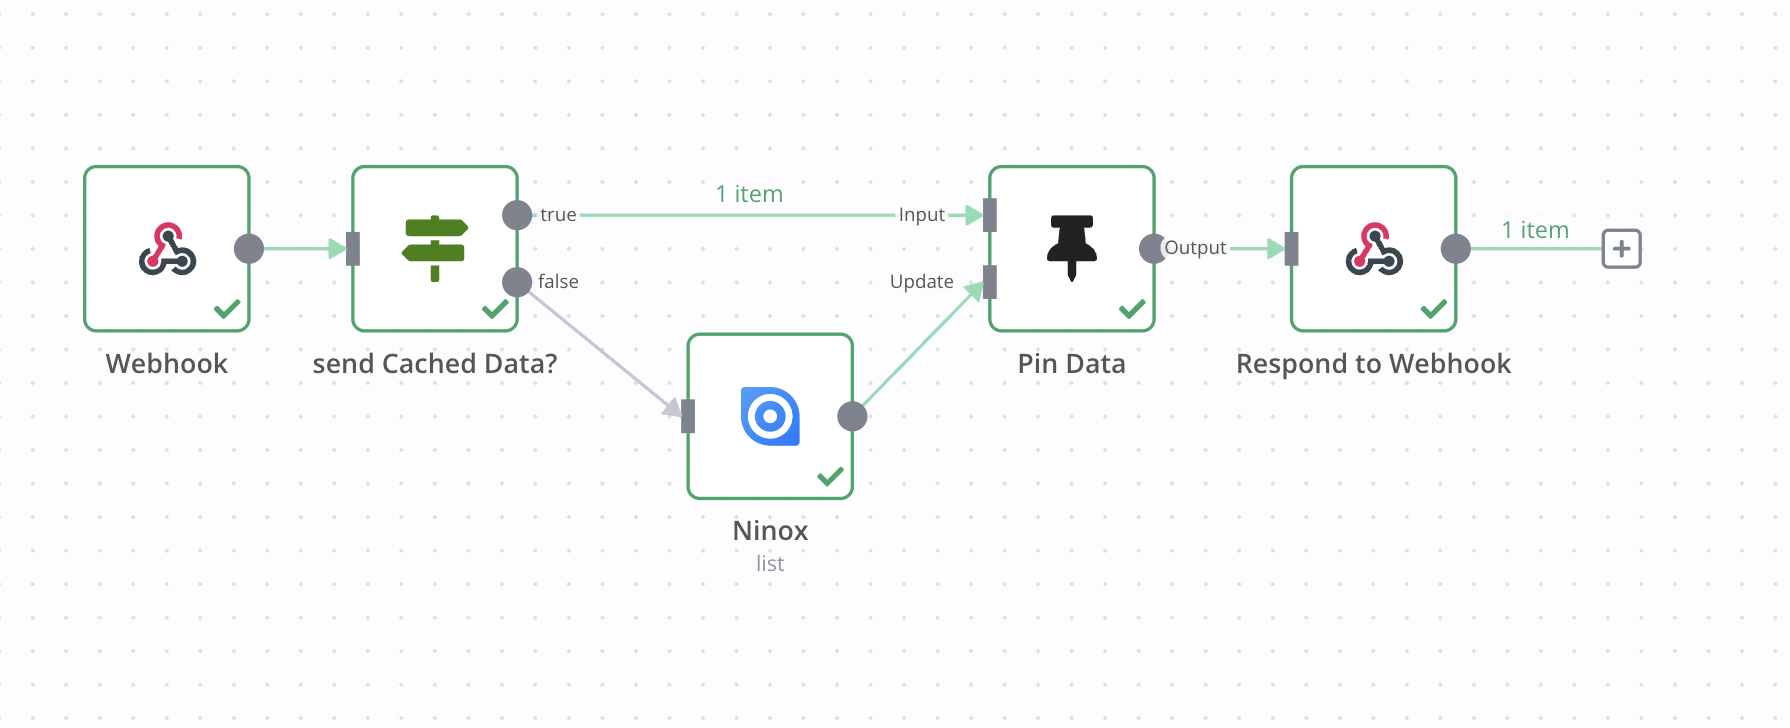 1 item
true
Input
false
Update
Output
1 item
Webhook
send Cached Data?
Pin Data
Respond to Webhook
Ninox
list